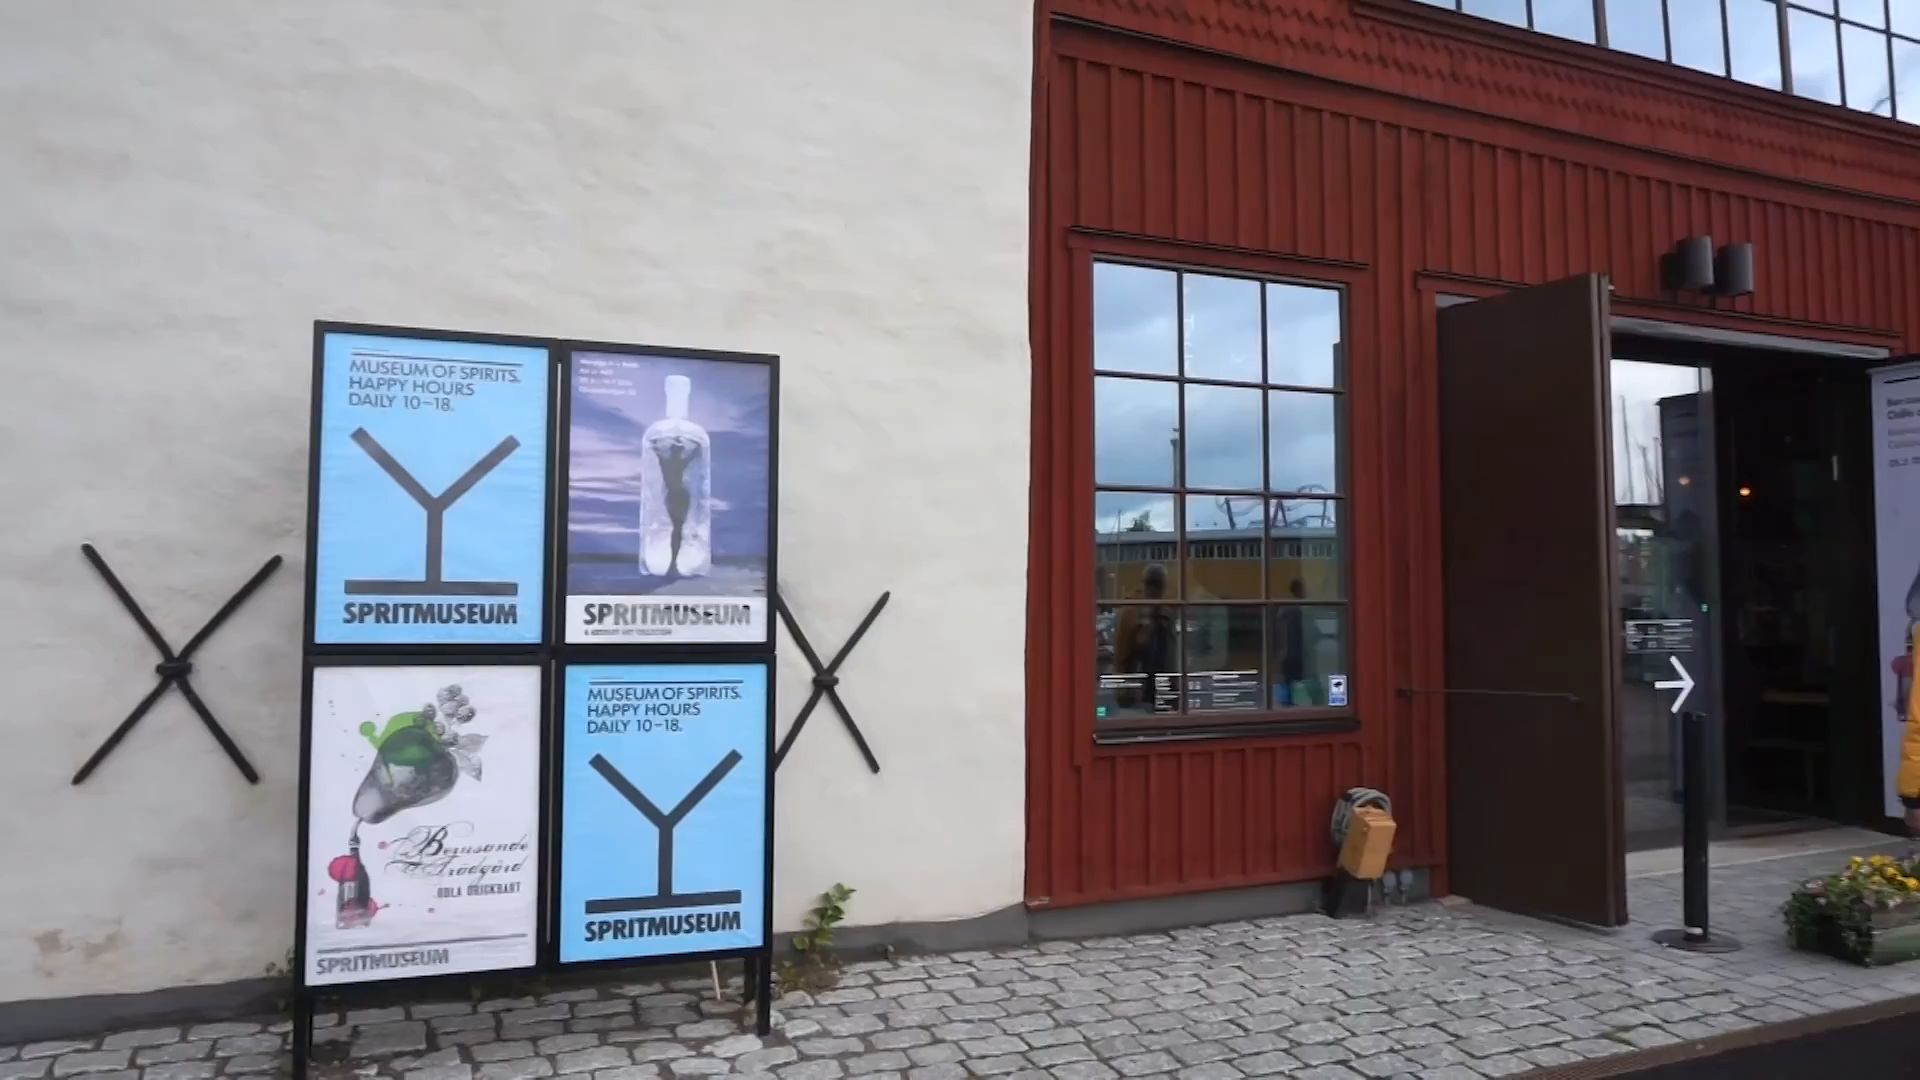 MUSEUM OF SPIRITS.
HAPPY HOURS
DAILY 10–18.
SPRITMUSEUM
SPRITMUSEUM
Berusande
Trädgård
ODLA DRICKBART
SPRITMUSEUM
MUSEUM OF SPIRITS.
HAPPY HOURS
DAILY 10–18.
SPRITMUSEUM